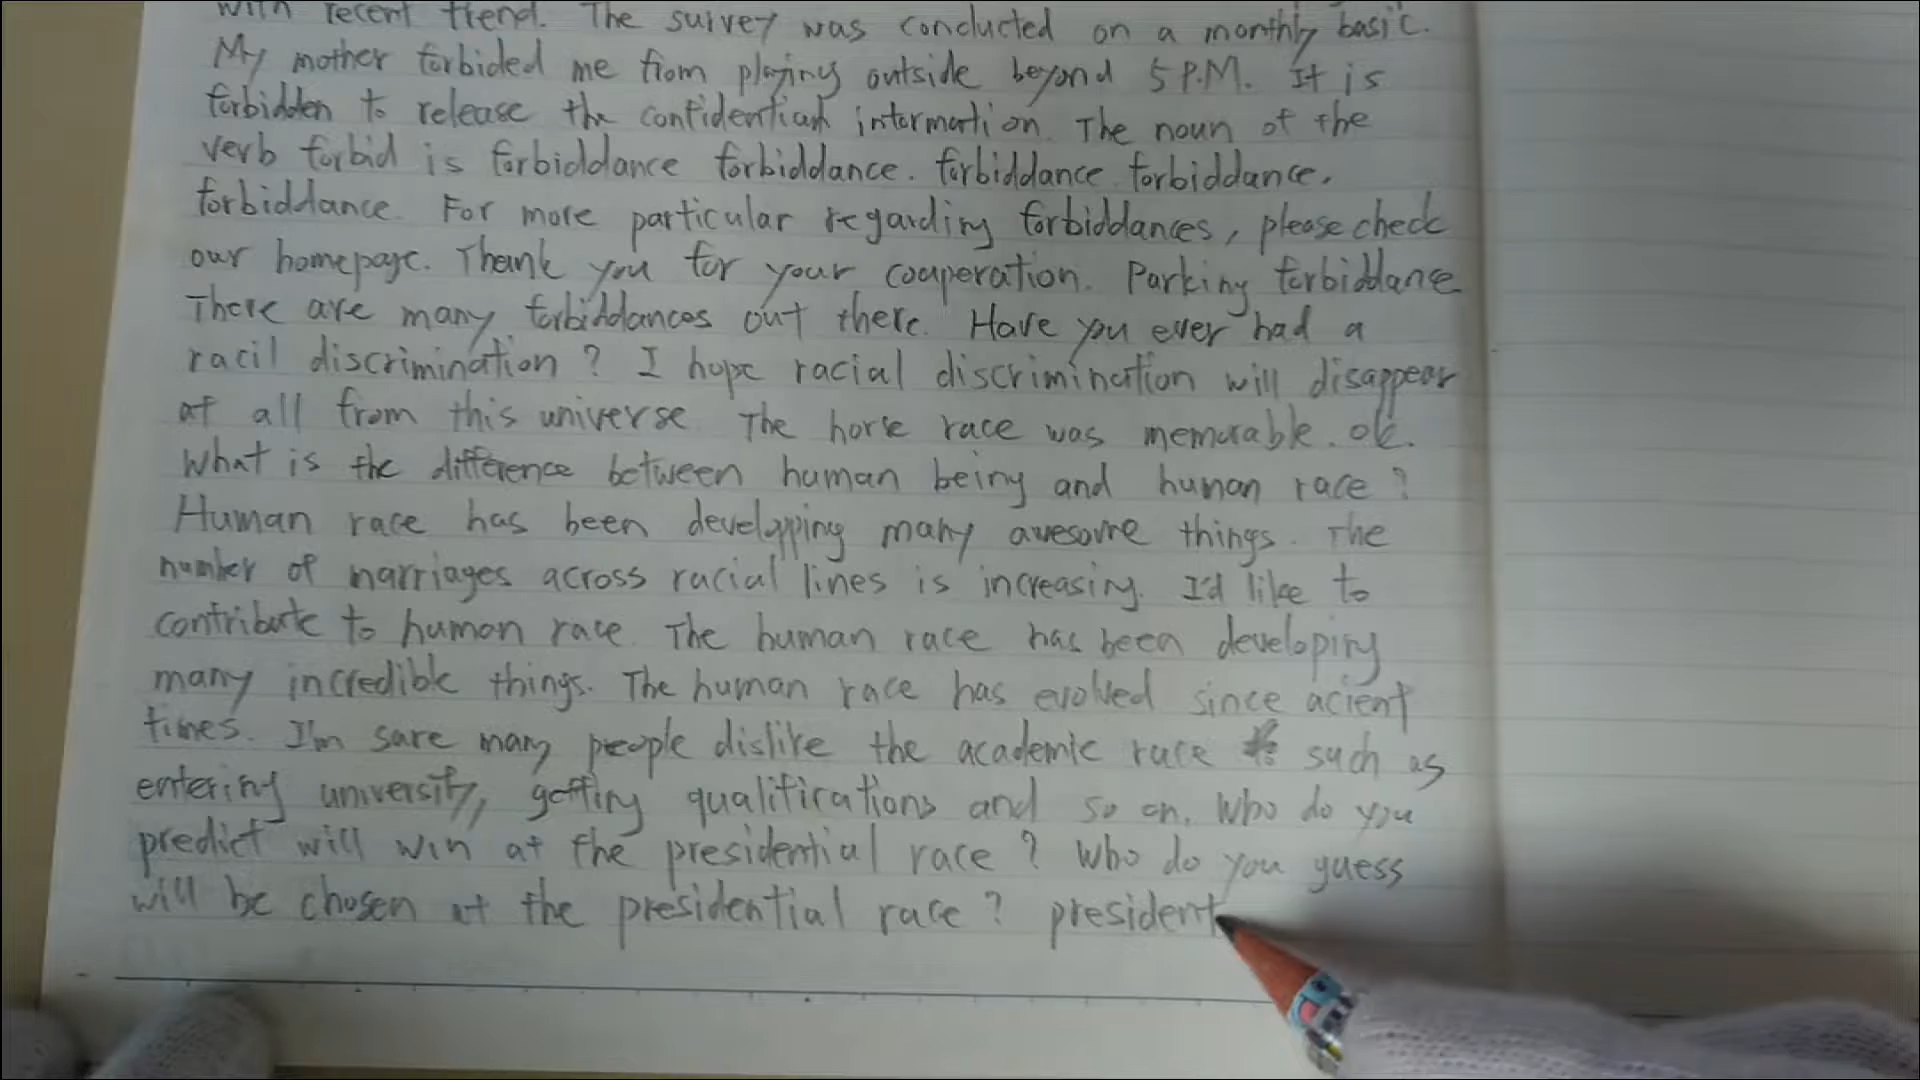 with recent trend. The survey was conducted on a monthly basic.
My mother forbided me from playing outside beyond 5 P.M. It is
forbidden to release the confidential information. The noun of the
verb forbid is forbiddance forbiddance. forbiddance forbiddance.
forbiddance. For more particular regarding forbiddances, please check
our homepage. Thank you for your couperation. Parking forbiddance
There are many forbiddances out there. Have you ever had a
racil discrimination? I hope racial discrimination will disappear
at all from this universe. The horse race was memorable. ok.
What is the difference between human being and human race?
Human race has been developping many awesome things. The
number of marriages across racial lines is increasing. I'd like to
contribute to human race. The human race has been developing
many incredible things. The human race has evolved since acient
times. I'm sure many people dislike the academic race such as
entering university, getting qualifications and so on. Who do you
predict will win at the presidential race? Who do you guess
will be chosen at the presidential race? president